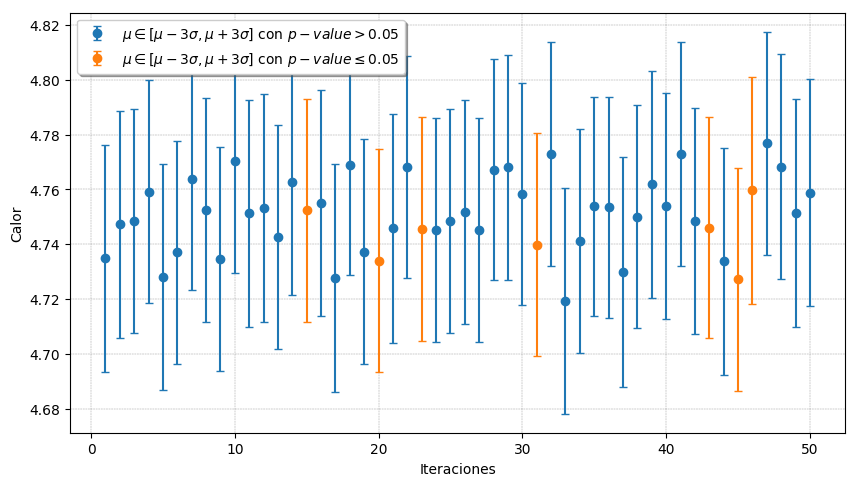 4.82
μ ∈ [μ − 3σ, μ + 3σ] con p − value > 0.05
μ ∈ [μ − 3σ, μ + 3σ] con p − value ≤ 0.05
4.80
4.78
4.76
4.74
4.72
4.70
4.68
Calor
0 10 20 30 40 50
Iteraciones